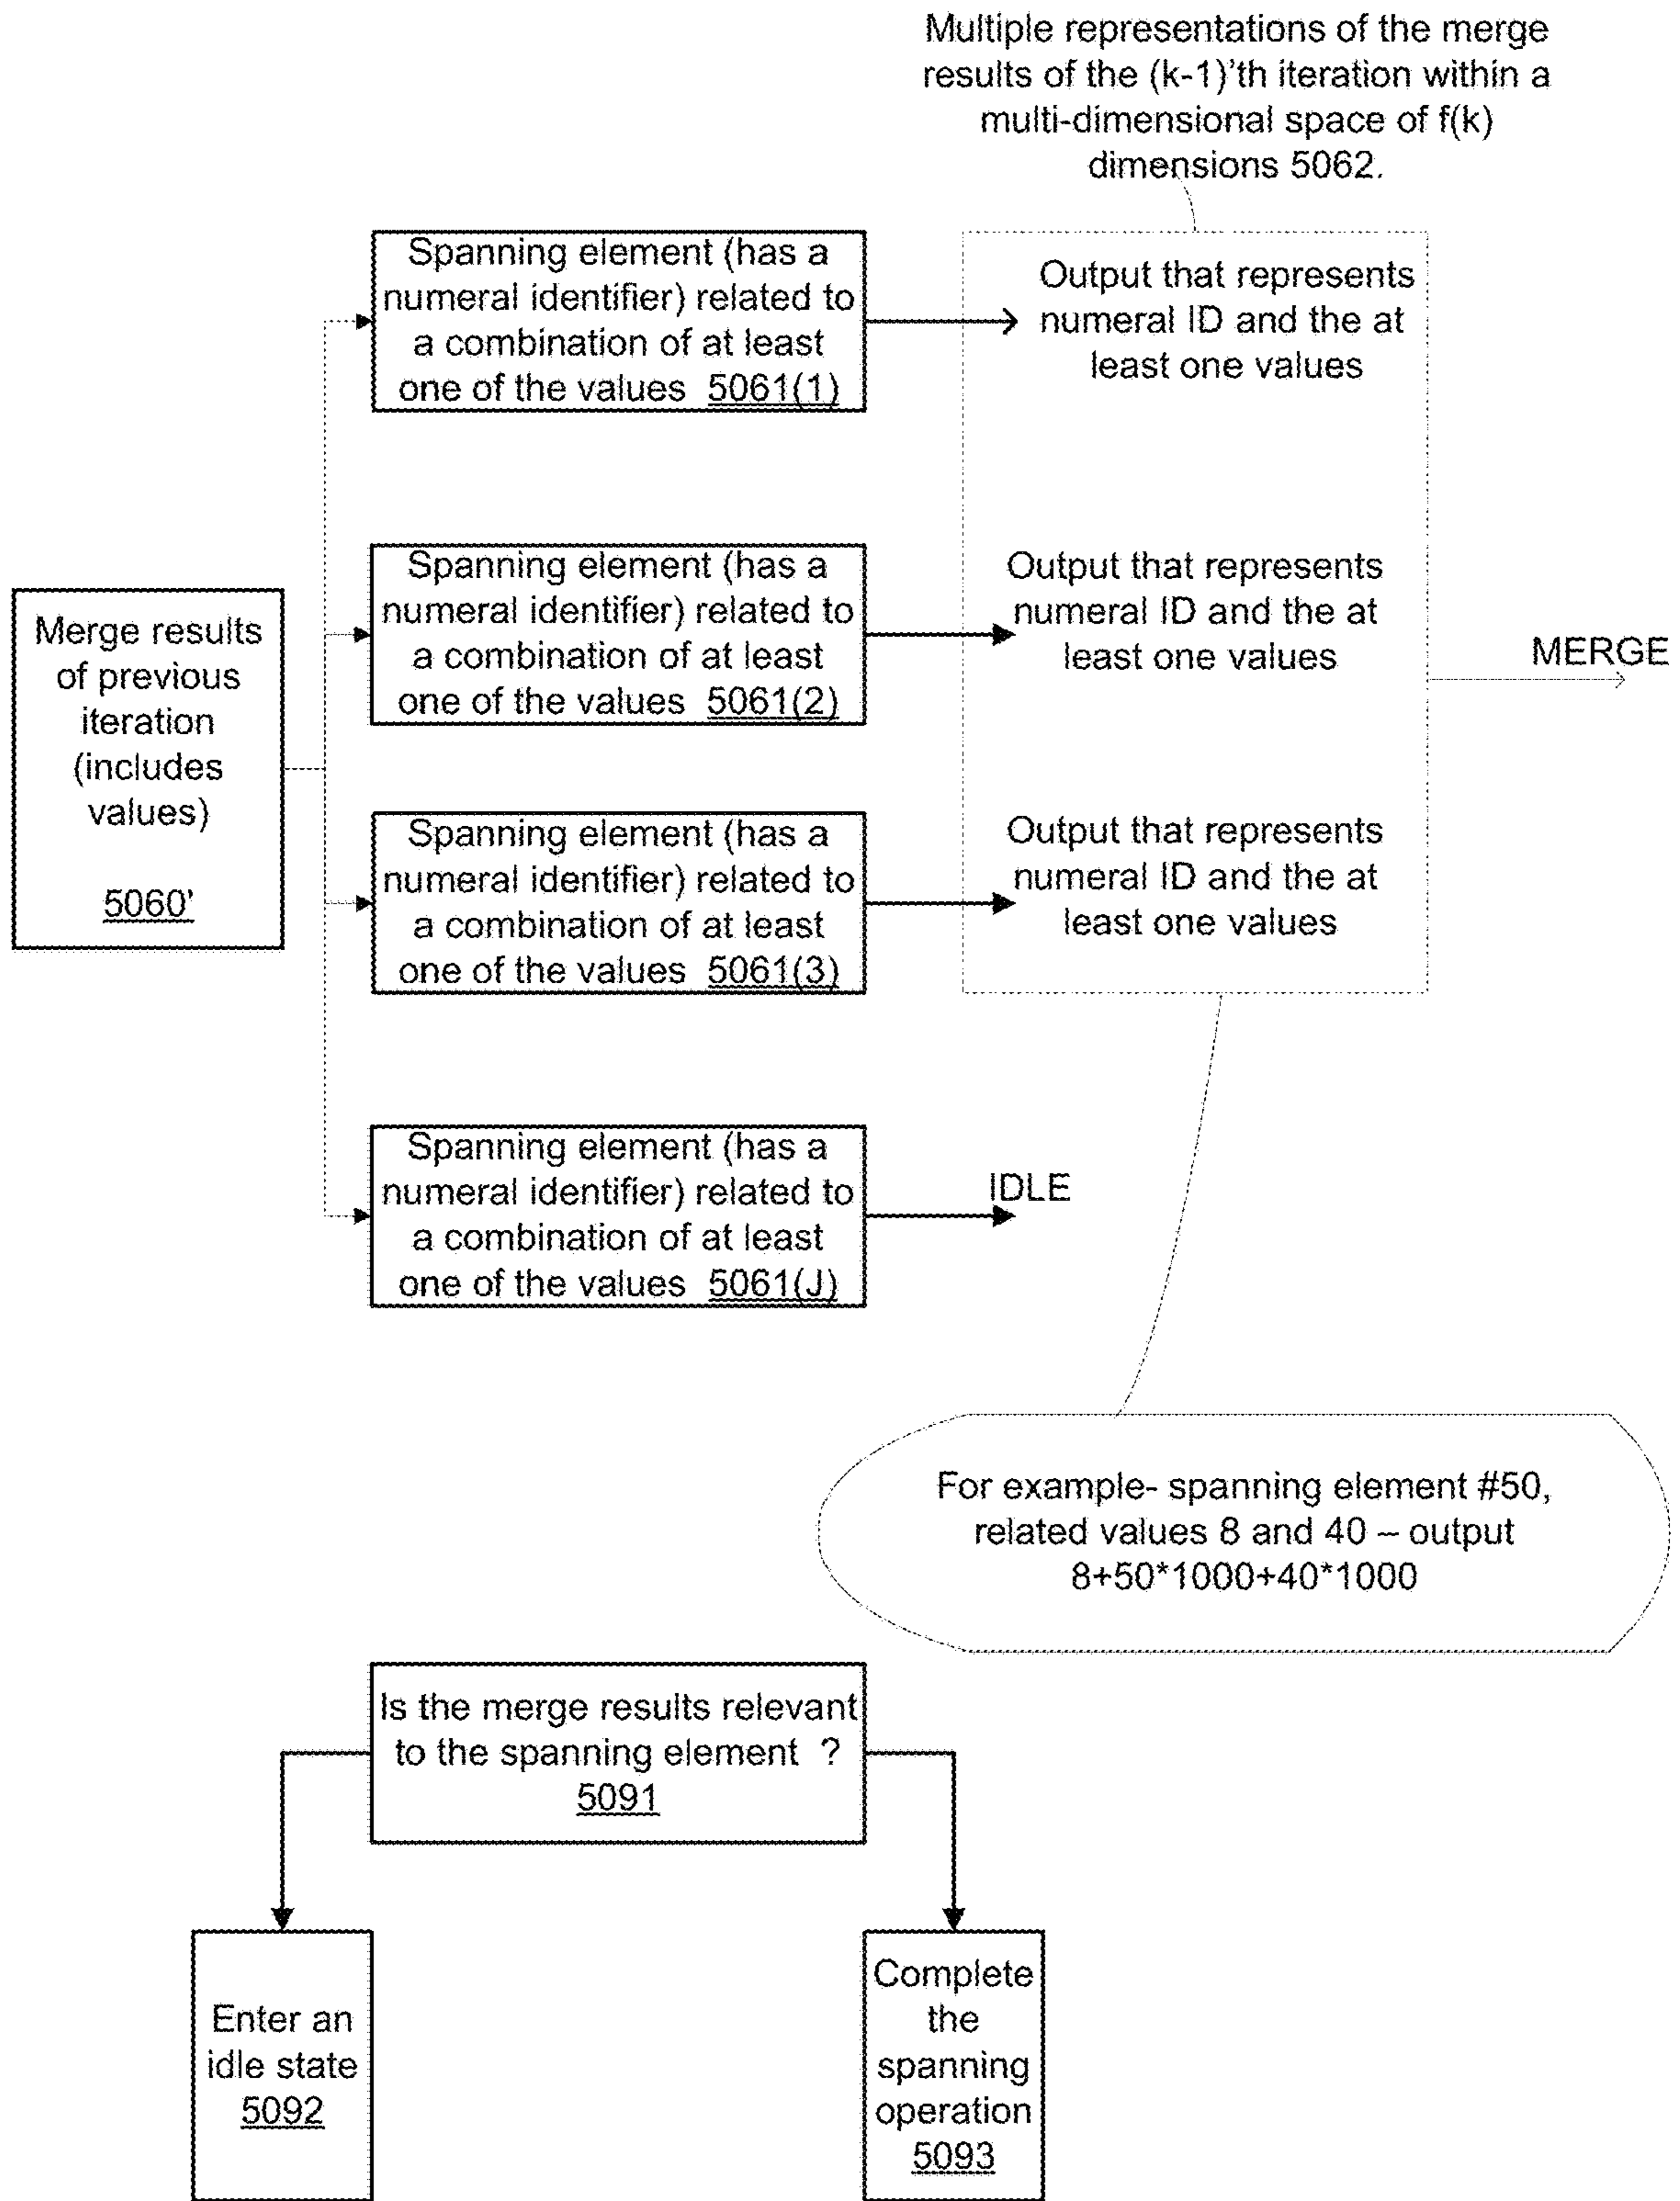 Multiple representations of the merge
results of the (k-1)'th iteration within a
multi-dimensional space of f(k)
dimensions 5062.
Spanning element (has a
numeral identifier) related to
a combination of at least
one of the values 5061(1)
Output that represents
numeral ID and the at
least one values
Spanning element (has a
numeral identifier) related to
a combination of at least
one of the values 5061(2)
Output that represents
numeral ID and the at
least one values
MERGE
Merge results
of previous
iteration
(includes
values)
5060'
Spanning element (has a
numeral identifier) related to
a combination of at least
one of the values 5061(3)
Output that represents
numeral ID and the at
least one values
Spanning element (has a
numeral identifier) related to
a combination of at least
one of the values 5061(J)
IDLE
For example- spanning element #50,
related values 8 and 40 – output
8+50*1000+40*1000
Is the merge results relevant
to the spanning element ?
5091
Enter an
idle state
5092
Complete
the
spanning
operation
5093